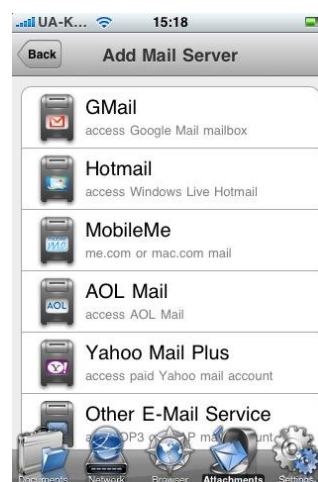 UA-K... 15:18
Back Add Mail Server
GMail
access Google Mail mailbox
Hotmail
access Windows Live Hotmail
MobileMe
me.com or mac.com mail
AOL
AOL Mail
access AOL Mail
Yahoo Mail Plus
access paid Yahoo mail account
Other E-Mail Service
Documents Network Browser Attachments Settings